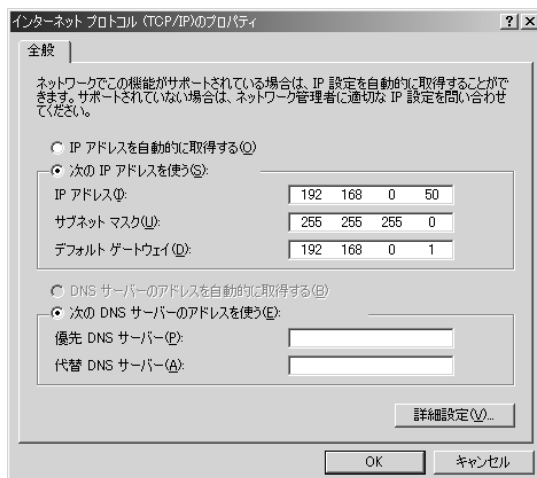 インターネット プロトコル (TCP/IP)のプロパティ
? ×
全般
ネットワークでこの機能がサポートされている場合は、IP 設定を自動的に取得することがで
きます。サポートされていない場合は、ネットワーク管理者に適切な IP 設定を問い合わせ
てください。
IP アドレスを自動的に取得する(O)
次の IP アドレスを使う(S):
IP アドレス(I): 192 168 0 50
サブネット マスク(U): 255 255 255 0
デフォルト ゲートウェイ(D): 192 168 0 1
DNS サーバーのアドレスを自動的に取得する(B)
次の DNS サーバーのアドレスを使う(E):
優先 DNS サーバー(P):
代替 DNS サーバー(A):
詳細設定(V)...
OK キャンセル